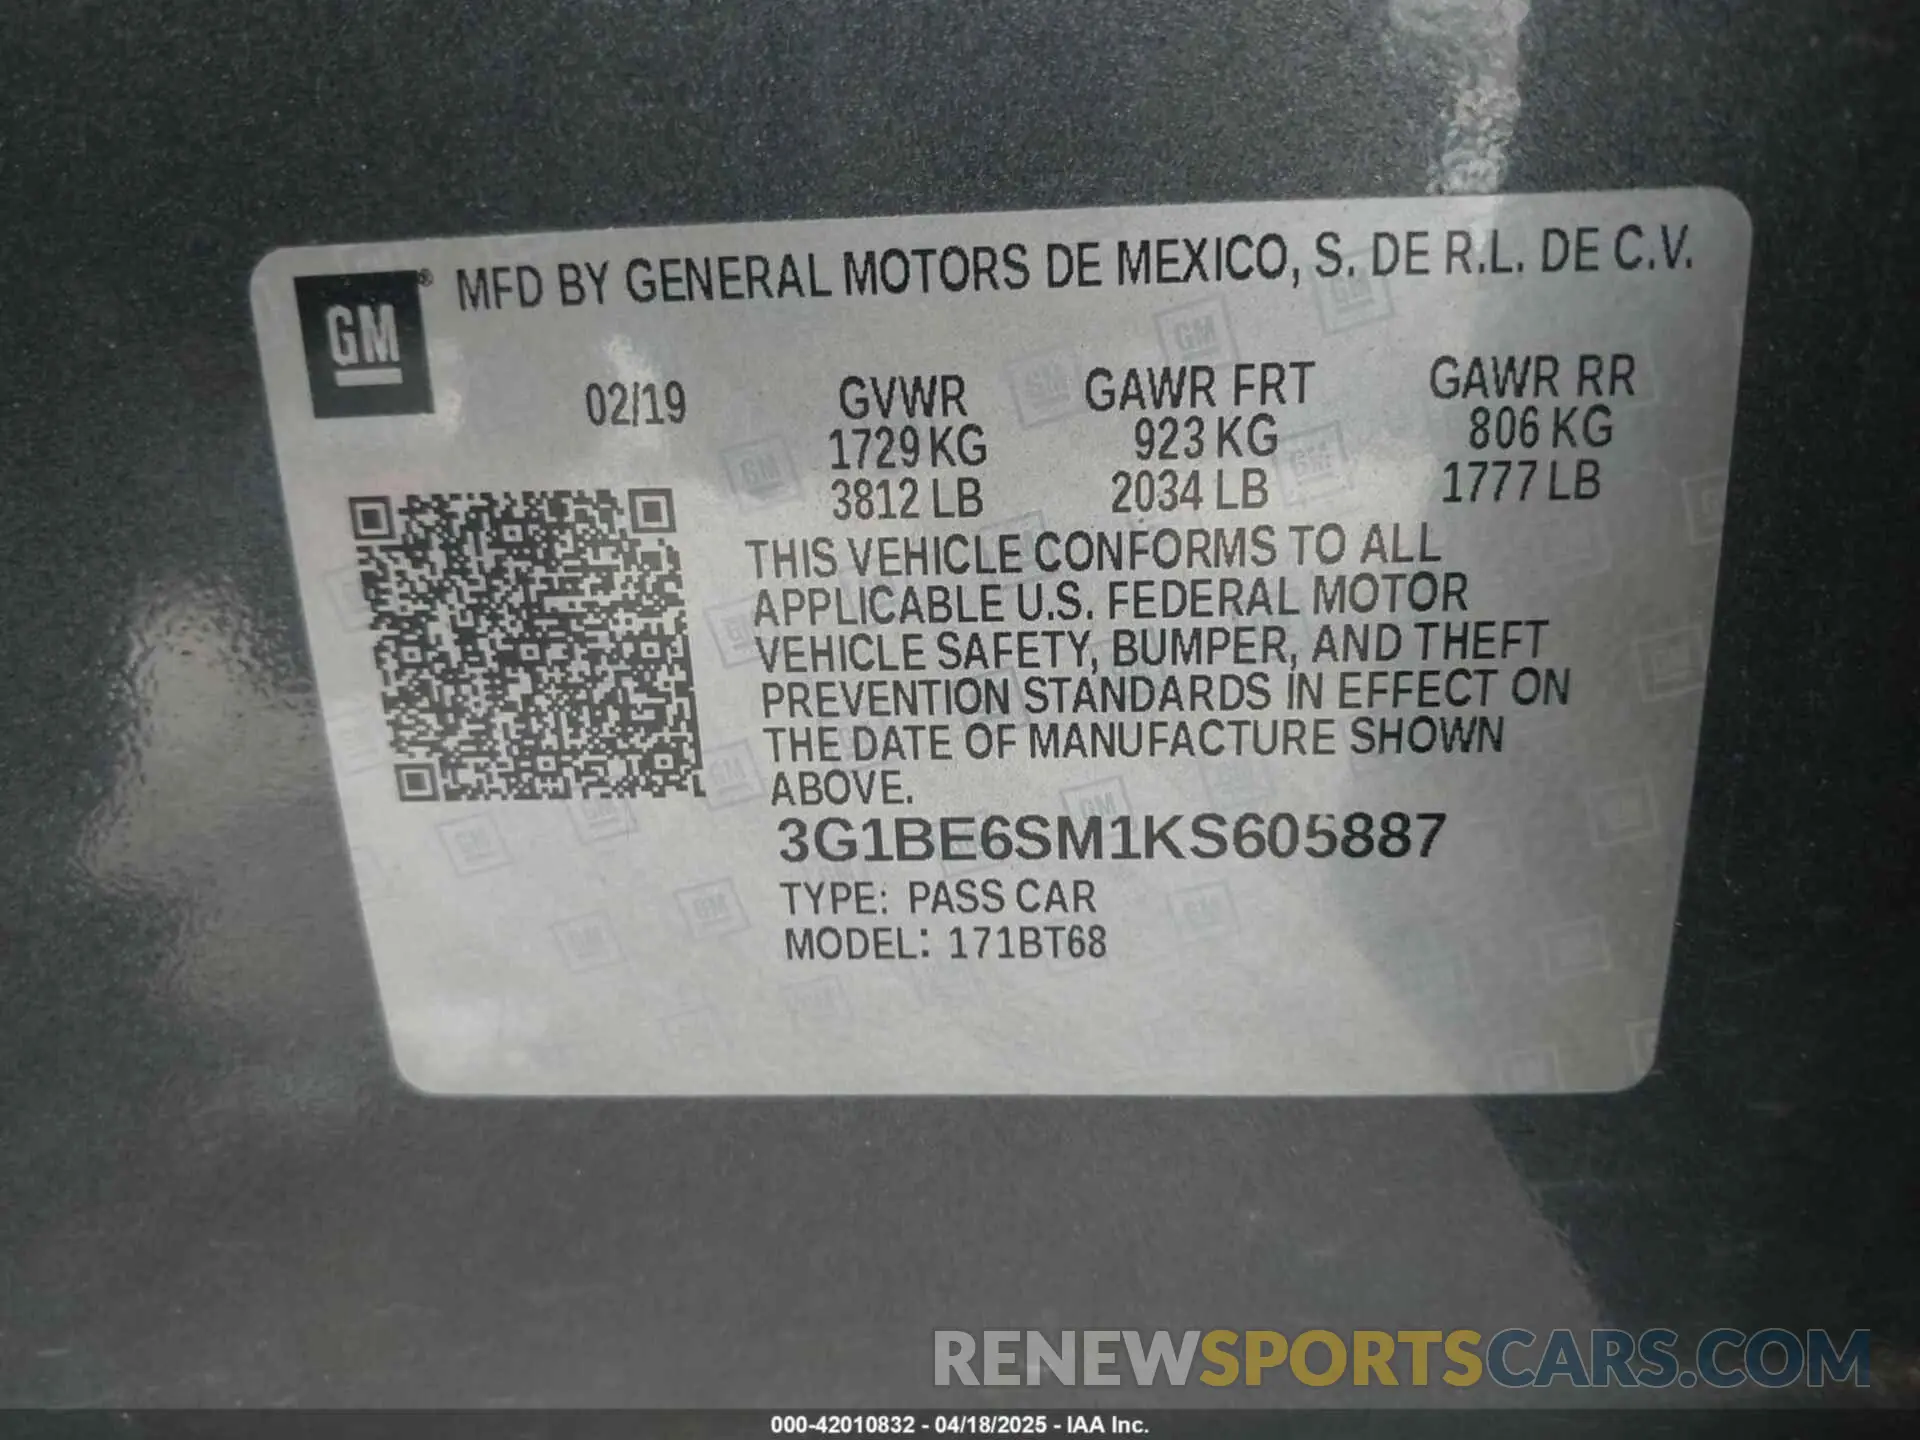 GM® MFD BY GENERAL MOTORS DE MEXICO, S. DE R.L. DE C.V.
02/19 GVWR GAWR FRT GAWR RR
1729 KG 923 KG 806 KG
3812 LB 2034 LB 1777 LB
THIS VEHICLE CONFORMS TO ALL
APPLICABLE U.S. FEDERAL MOTOR
VEHICLE SAFETY, BUMPER, AND THEFT
PREVENTION STANDARDS IN EFFECT ON
THE DATE OF MANUFACTURE SHOWN
ABOVE.
3G1BE6SM1KS605887
TYPE: PASS CAR
MODEL: 171BT68
RENEWSPORTSCARS.COM
000-42010832 - 04/18/2025 - IAA Inc.